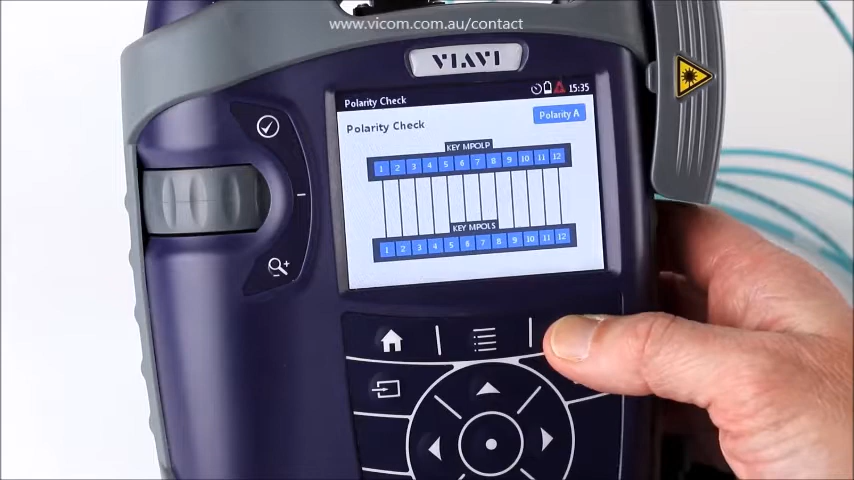 www.vicom.com.au/contact
VIAVI
Polarity Check
15:35
Polarity Check
Polarity A
KEY MPOLP
1 2 3 4 5 6 7 8 9 10 11 12
KEY MPOLS
1 2 3 4 5 6 7 8 9 10 11 12